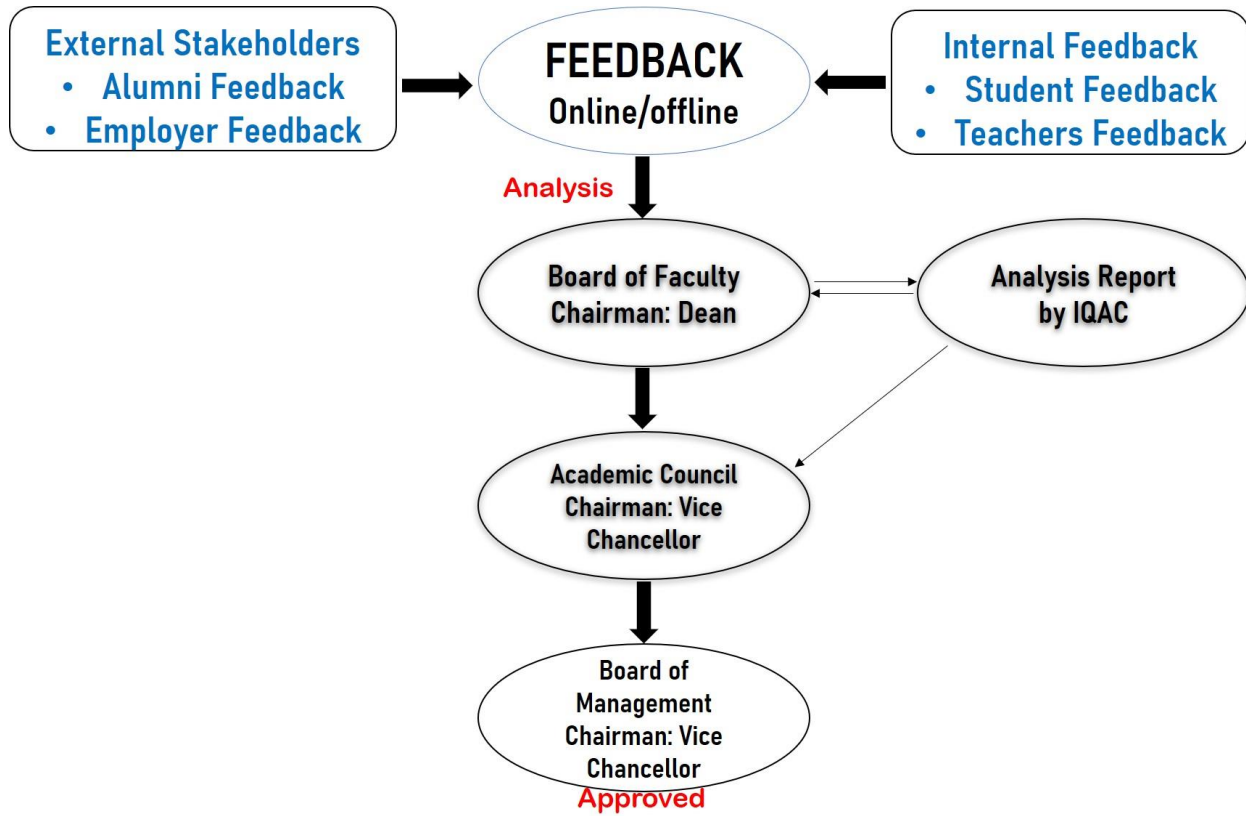 External Stakeholders
• Alumni Feedback
• Employer Feedback
FEEDBACK
Online/offline
Internal Feedback
• Student Feedback
• Teachers Feedback
Analysis
Board of Faculty
Chairman: Dean
Analysis Report
by IQAC
Academic Council
Chairman: Vice
Chancellor
Board of
Management
Chairman: Vice
Chancellor
Approved